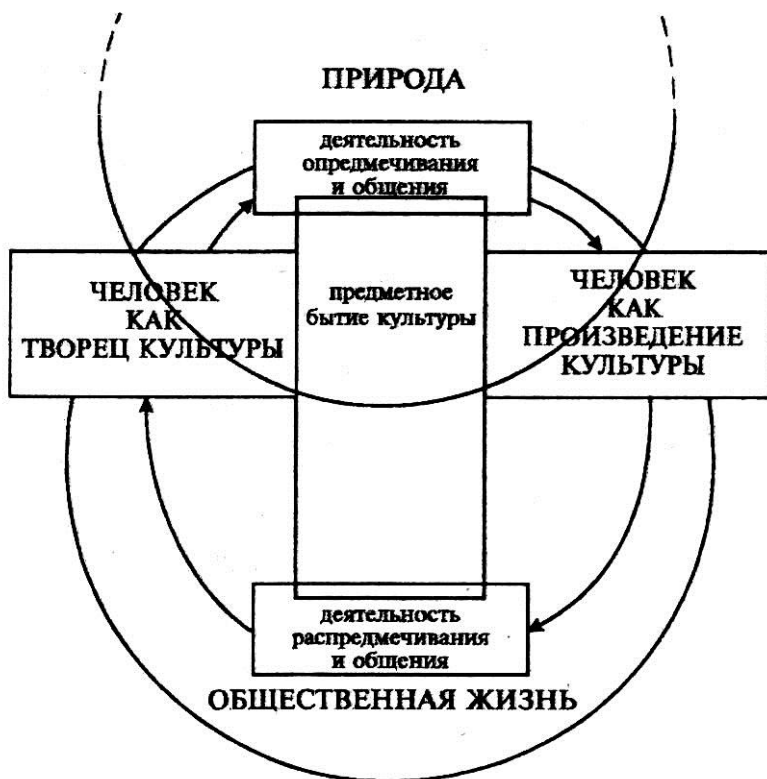 ПРИРОДА
деятельность
опредмечивания
и общения
ЧЕЛОВЕК
КАК
ТВОРЕЦ КУЛЬТУРЫ
предметное
бытие культуры
ЧЕЛОВЕК
КАК
ПРОИЗВЕДЕНИЕ
КУЛЬТУРЫ
деятельность
распредмечивания
и общения
ОБЩЕСТВЕННАЯ ЖИЗНЬ